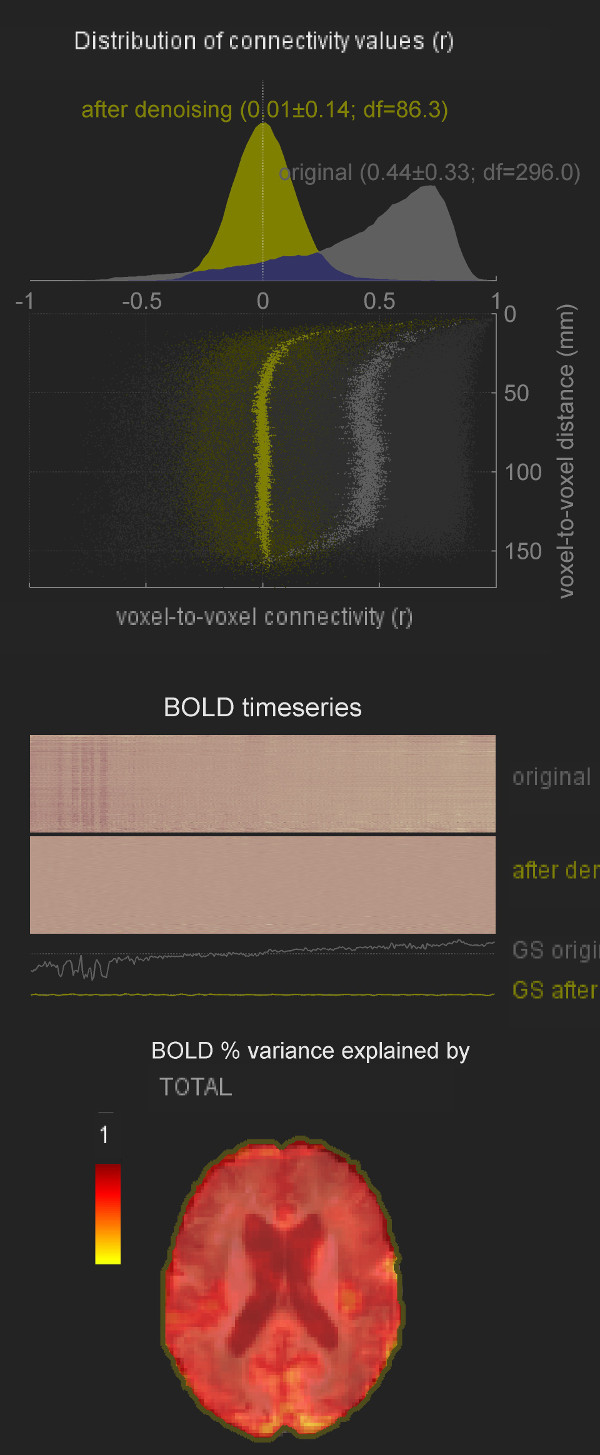 Distribution of connectivity values (r)
after denoising (0.01±0.14; df=86.3)
original (0.44±0.33; df=296.0)
-1 -0.5 0 0.5 1
0
50
100
150
voxel-to-voxel distance (mm)
voxel-to-voxel connectivity (r)
BOLD timeseries
original
after den
GS origi
GS after
BOLD % variance explained by
TOTAL
1